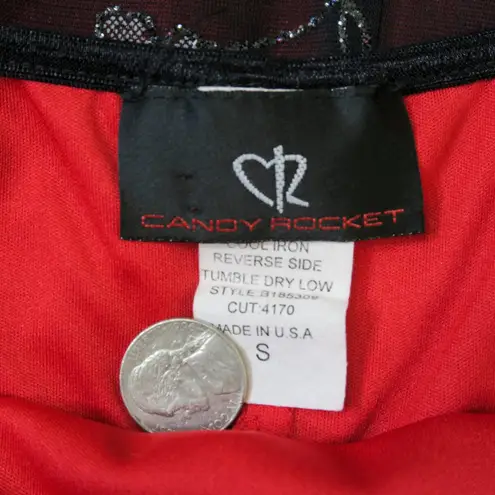 CANDY ROCKET
COOL IRON
REVERSE SIDE
TUMBLE DRY LOW
STYLE B185309
CUT:4170
MADE IN U.S.A
S